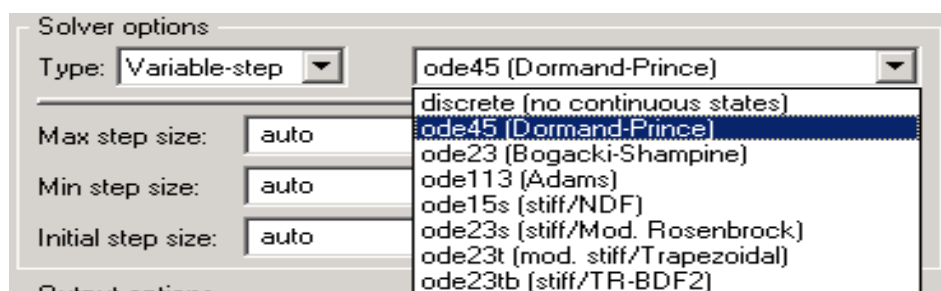 Solver options
Type: Variable-step ode45 (Dormand-Prince)
discrete (no continuous states)
ode45 (Dormand-Prince)
Max step size: auto
ode23 (Bogacki-Shampine)
ode113 (Adams)
Min step size: auto
ode15s (stiff/NDF)
ode23s (stiff/Mod. Rosenbrock)
Initial step size: auto
ode23t (mod. stiff/Trapezoidal)
ode23tb (stiff/TR-BDF2)
Output options